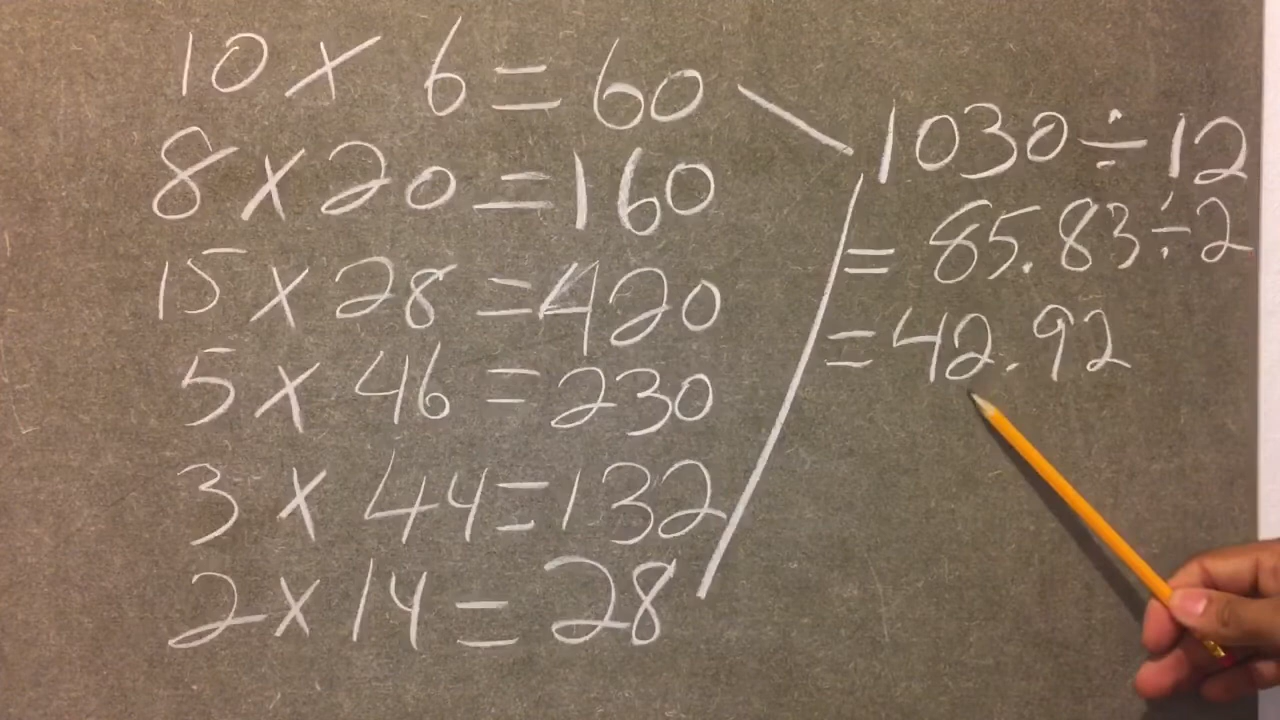 10 × 6 = 60
8 × 20 = 160
15 × 28 = 420
5 × 46 = 230
3 × 44 = 132
2 × 14 = 28
1030 ÷ 12
= 85.83 ÷ 2
= 42.92